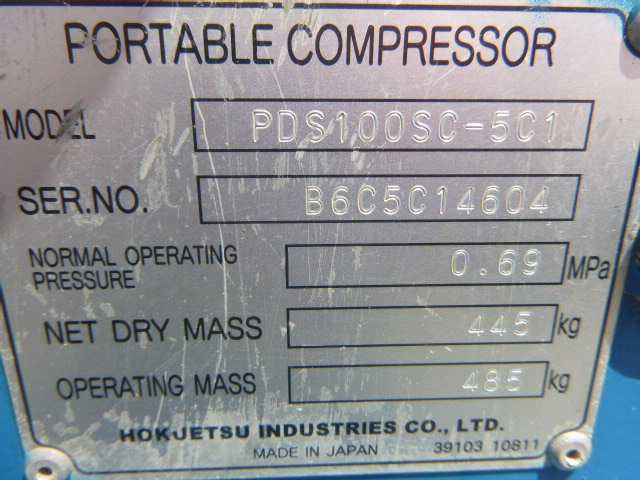 PORTABLE COMPRESSOR
MODEL PDS100SC-5C1
SER.NO. B6C5C14604
NORMAL OPERATING
PRESSURE 0.69 MPa
NET DRY MASS 445 kg
OPERATING MASS 485 kg
HOKUETSU INDUSTRIES CO., LTD.
MADE IN JAPAN 39103 10811